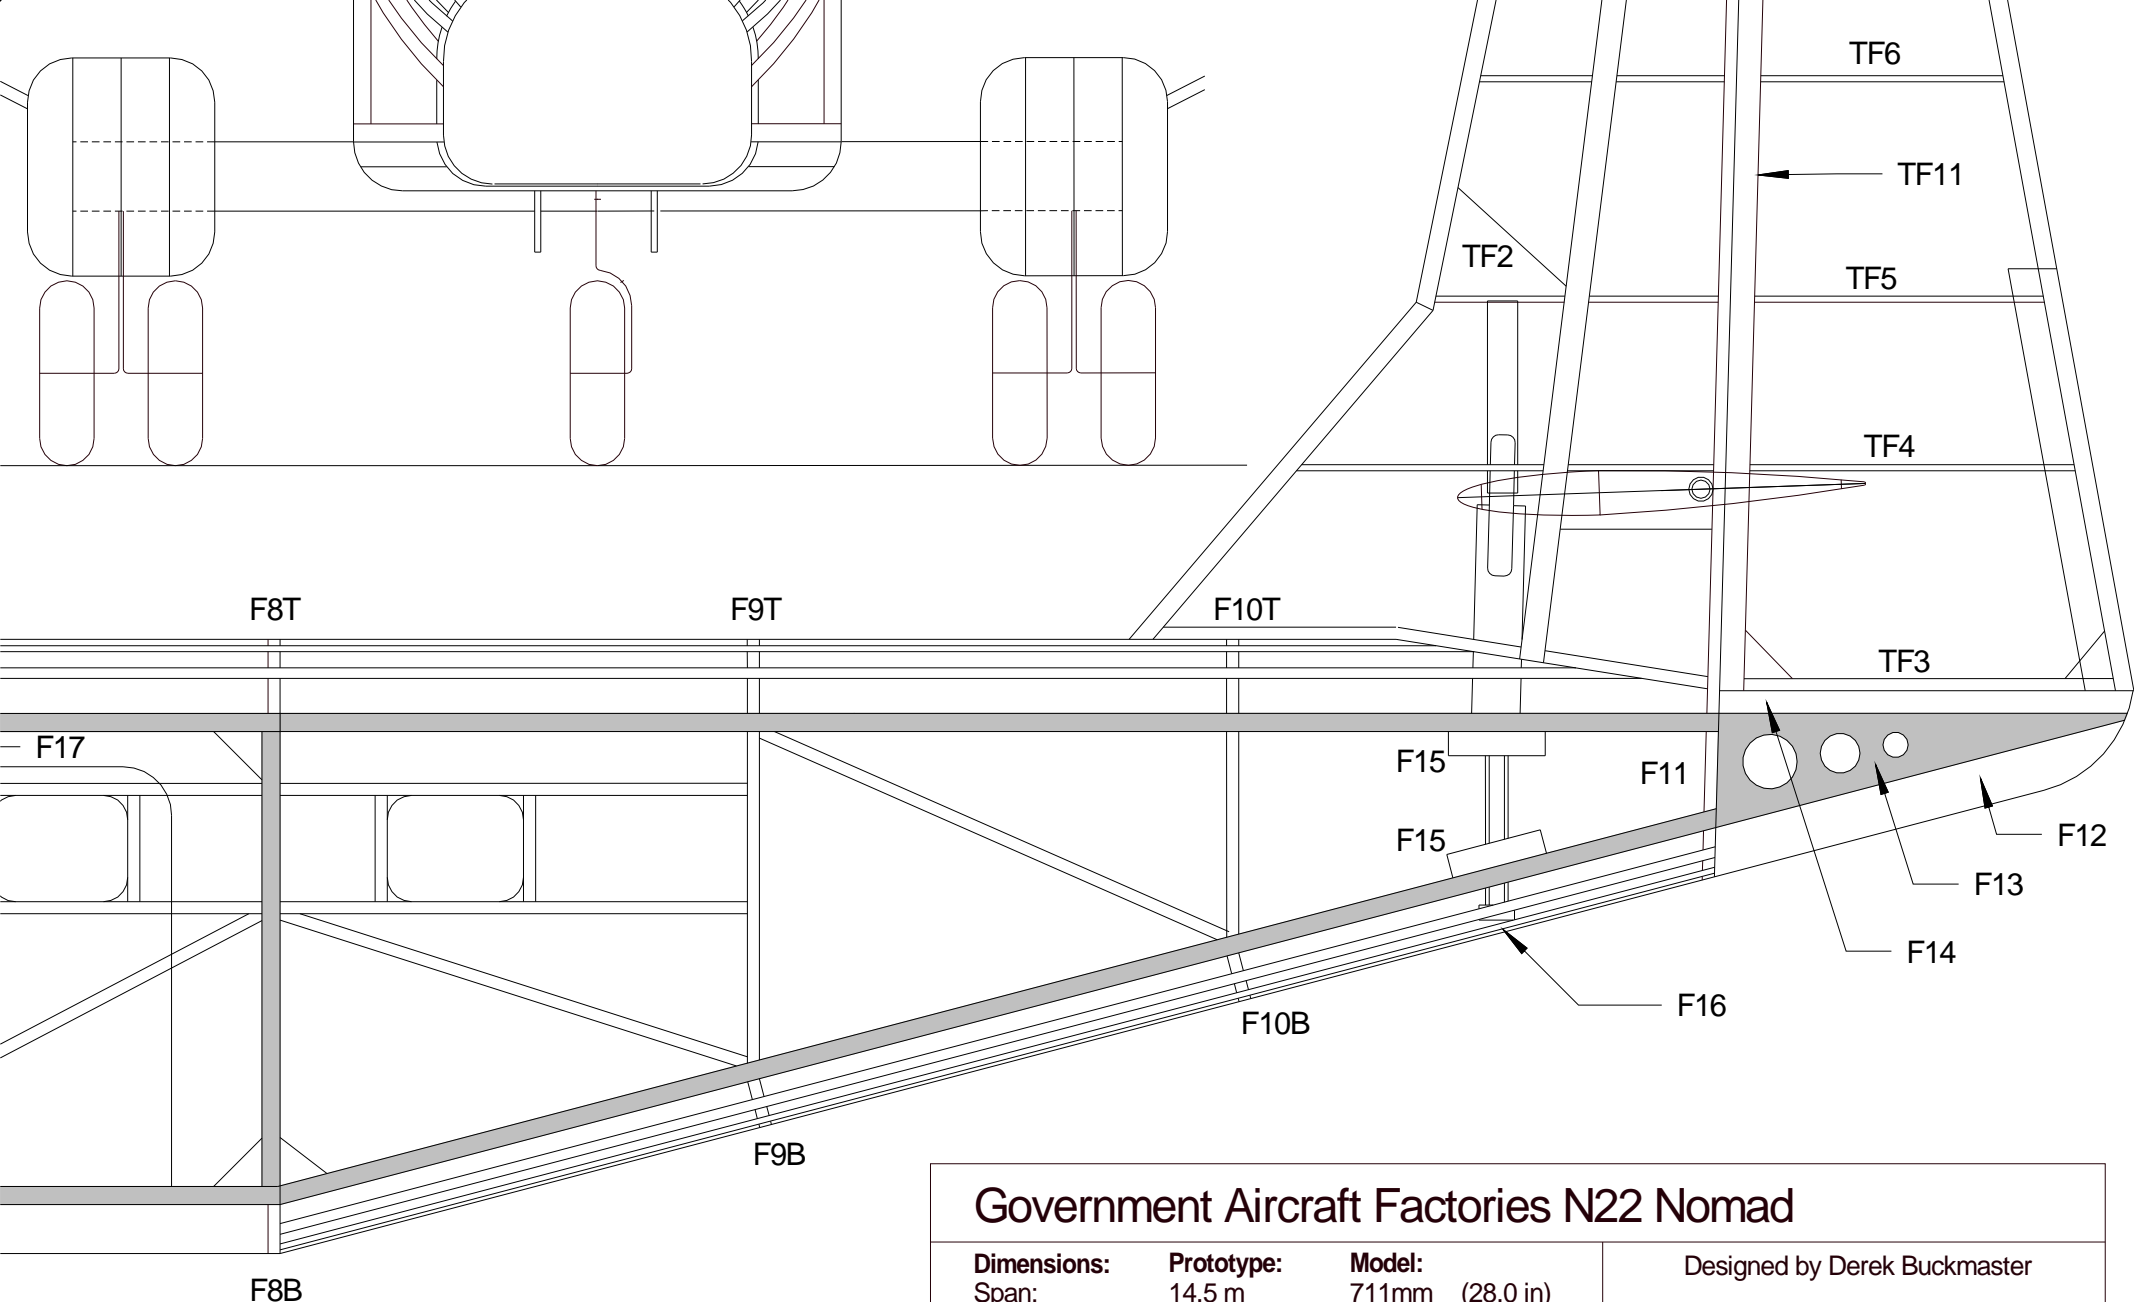 TF6
TF11
TF2
TF5
TF4
F8T
F9T
F10T
TF3
F17
F15
F11
F15
F12
F13
F14
F16
F10B
F9B
F8B
Government Aircraft Factories N22 Nomad
Dimensions: Prototype: Model:
Designed by Derek Buckmaster
Span: 14.5 m 711mm (28.0 in)